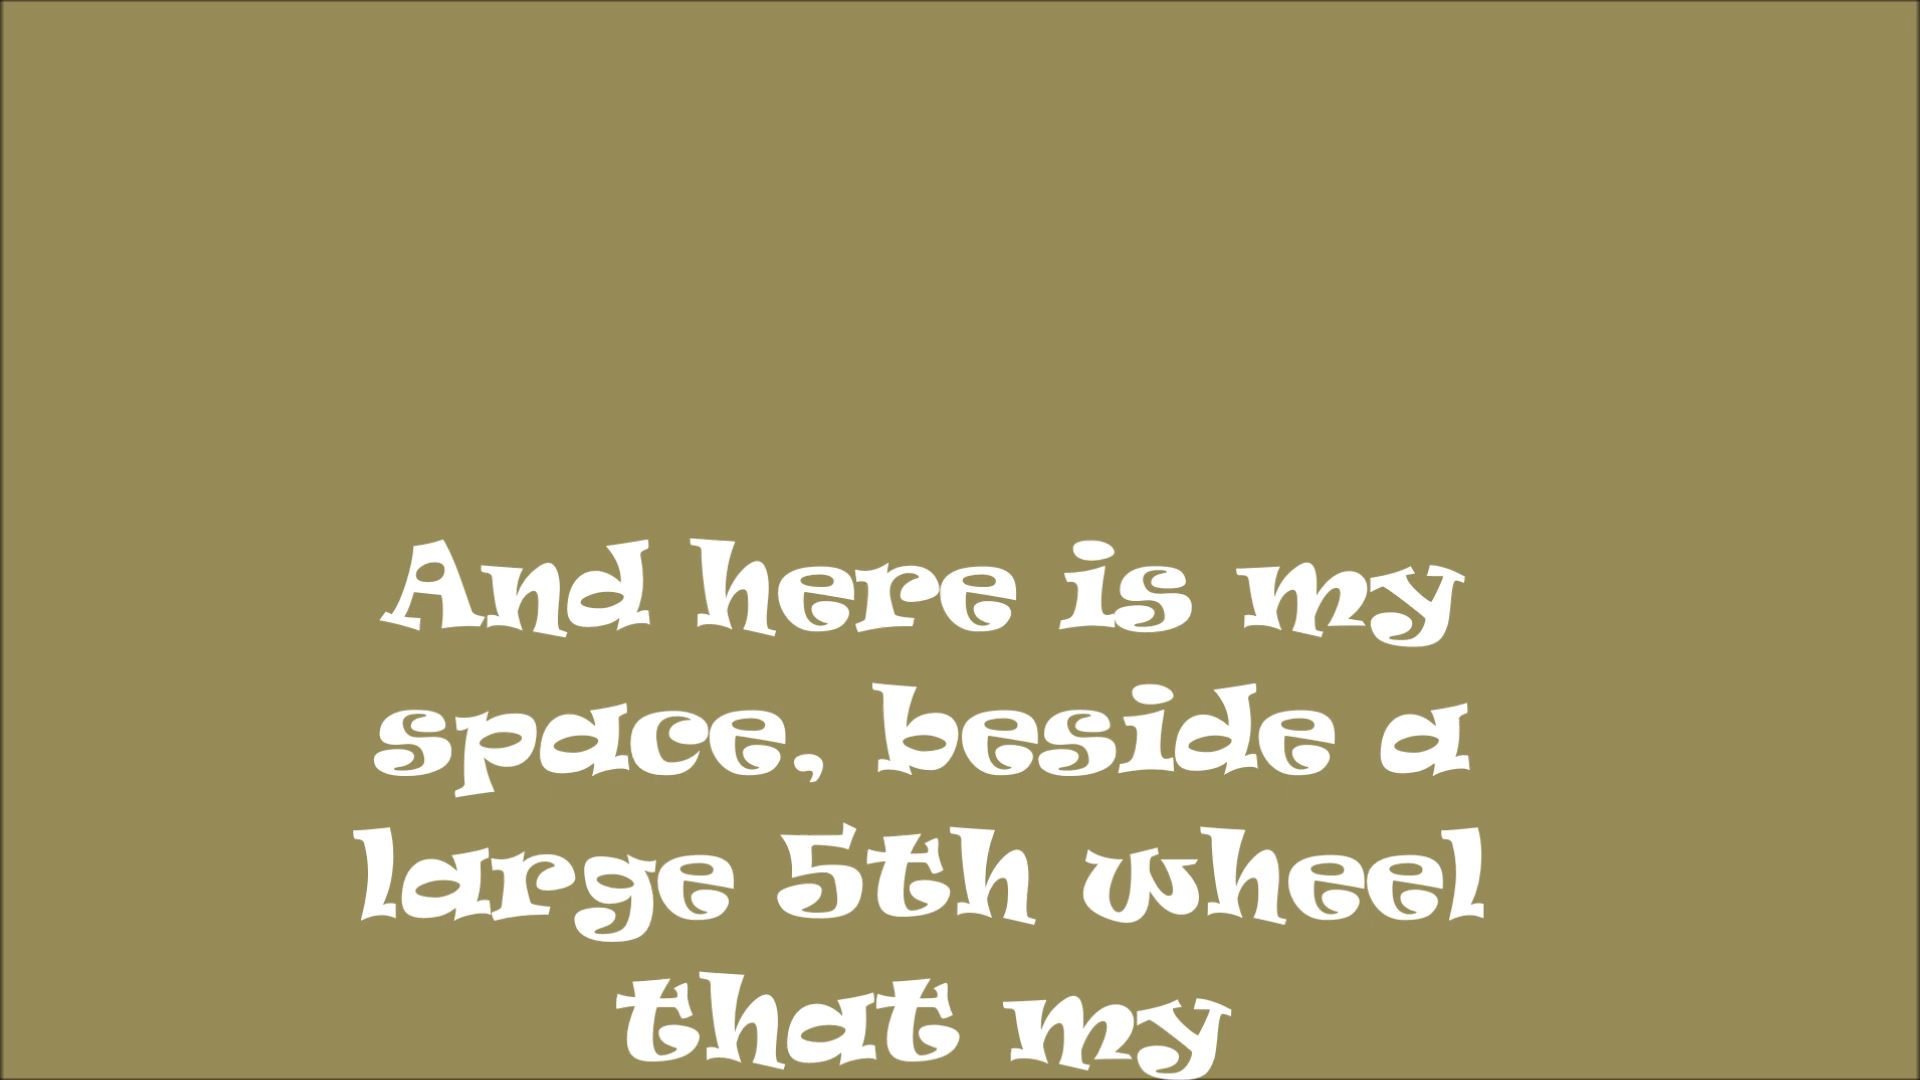 And here is my
space, beside a
large 5th wheel
that my